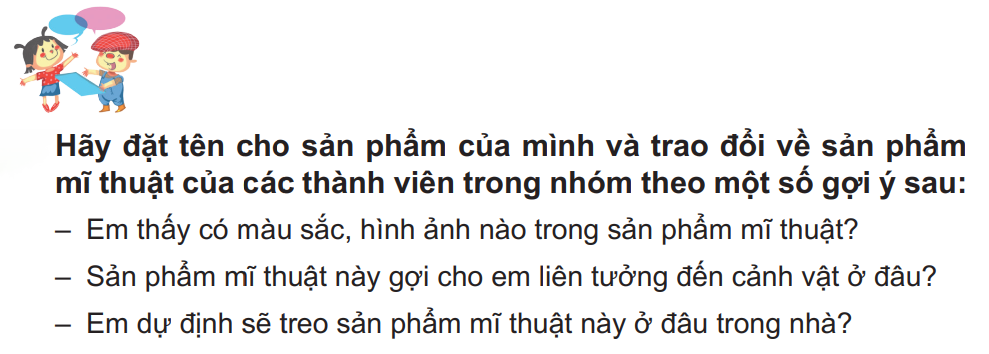 Hãy đặt tên cho sản phẩm của mình và trao đổi về sản phẩm
mĩ thuật của các thành viên trong nhóm theo một số gợi ý sau:
– Em thấy có màu sắc, hình ảnh nào trong sản phẩm mĩ thuật?
– Sản phẩm mĩ thuật này gợi cho em liên tưởng đến cảnh vật ở đâu?
– Em dự định sẽ treo sản phẩm mĩ thuật này ở đâu trong nhà?